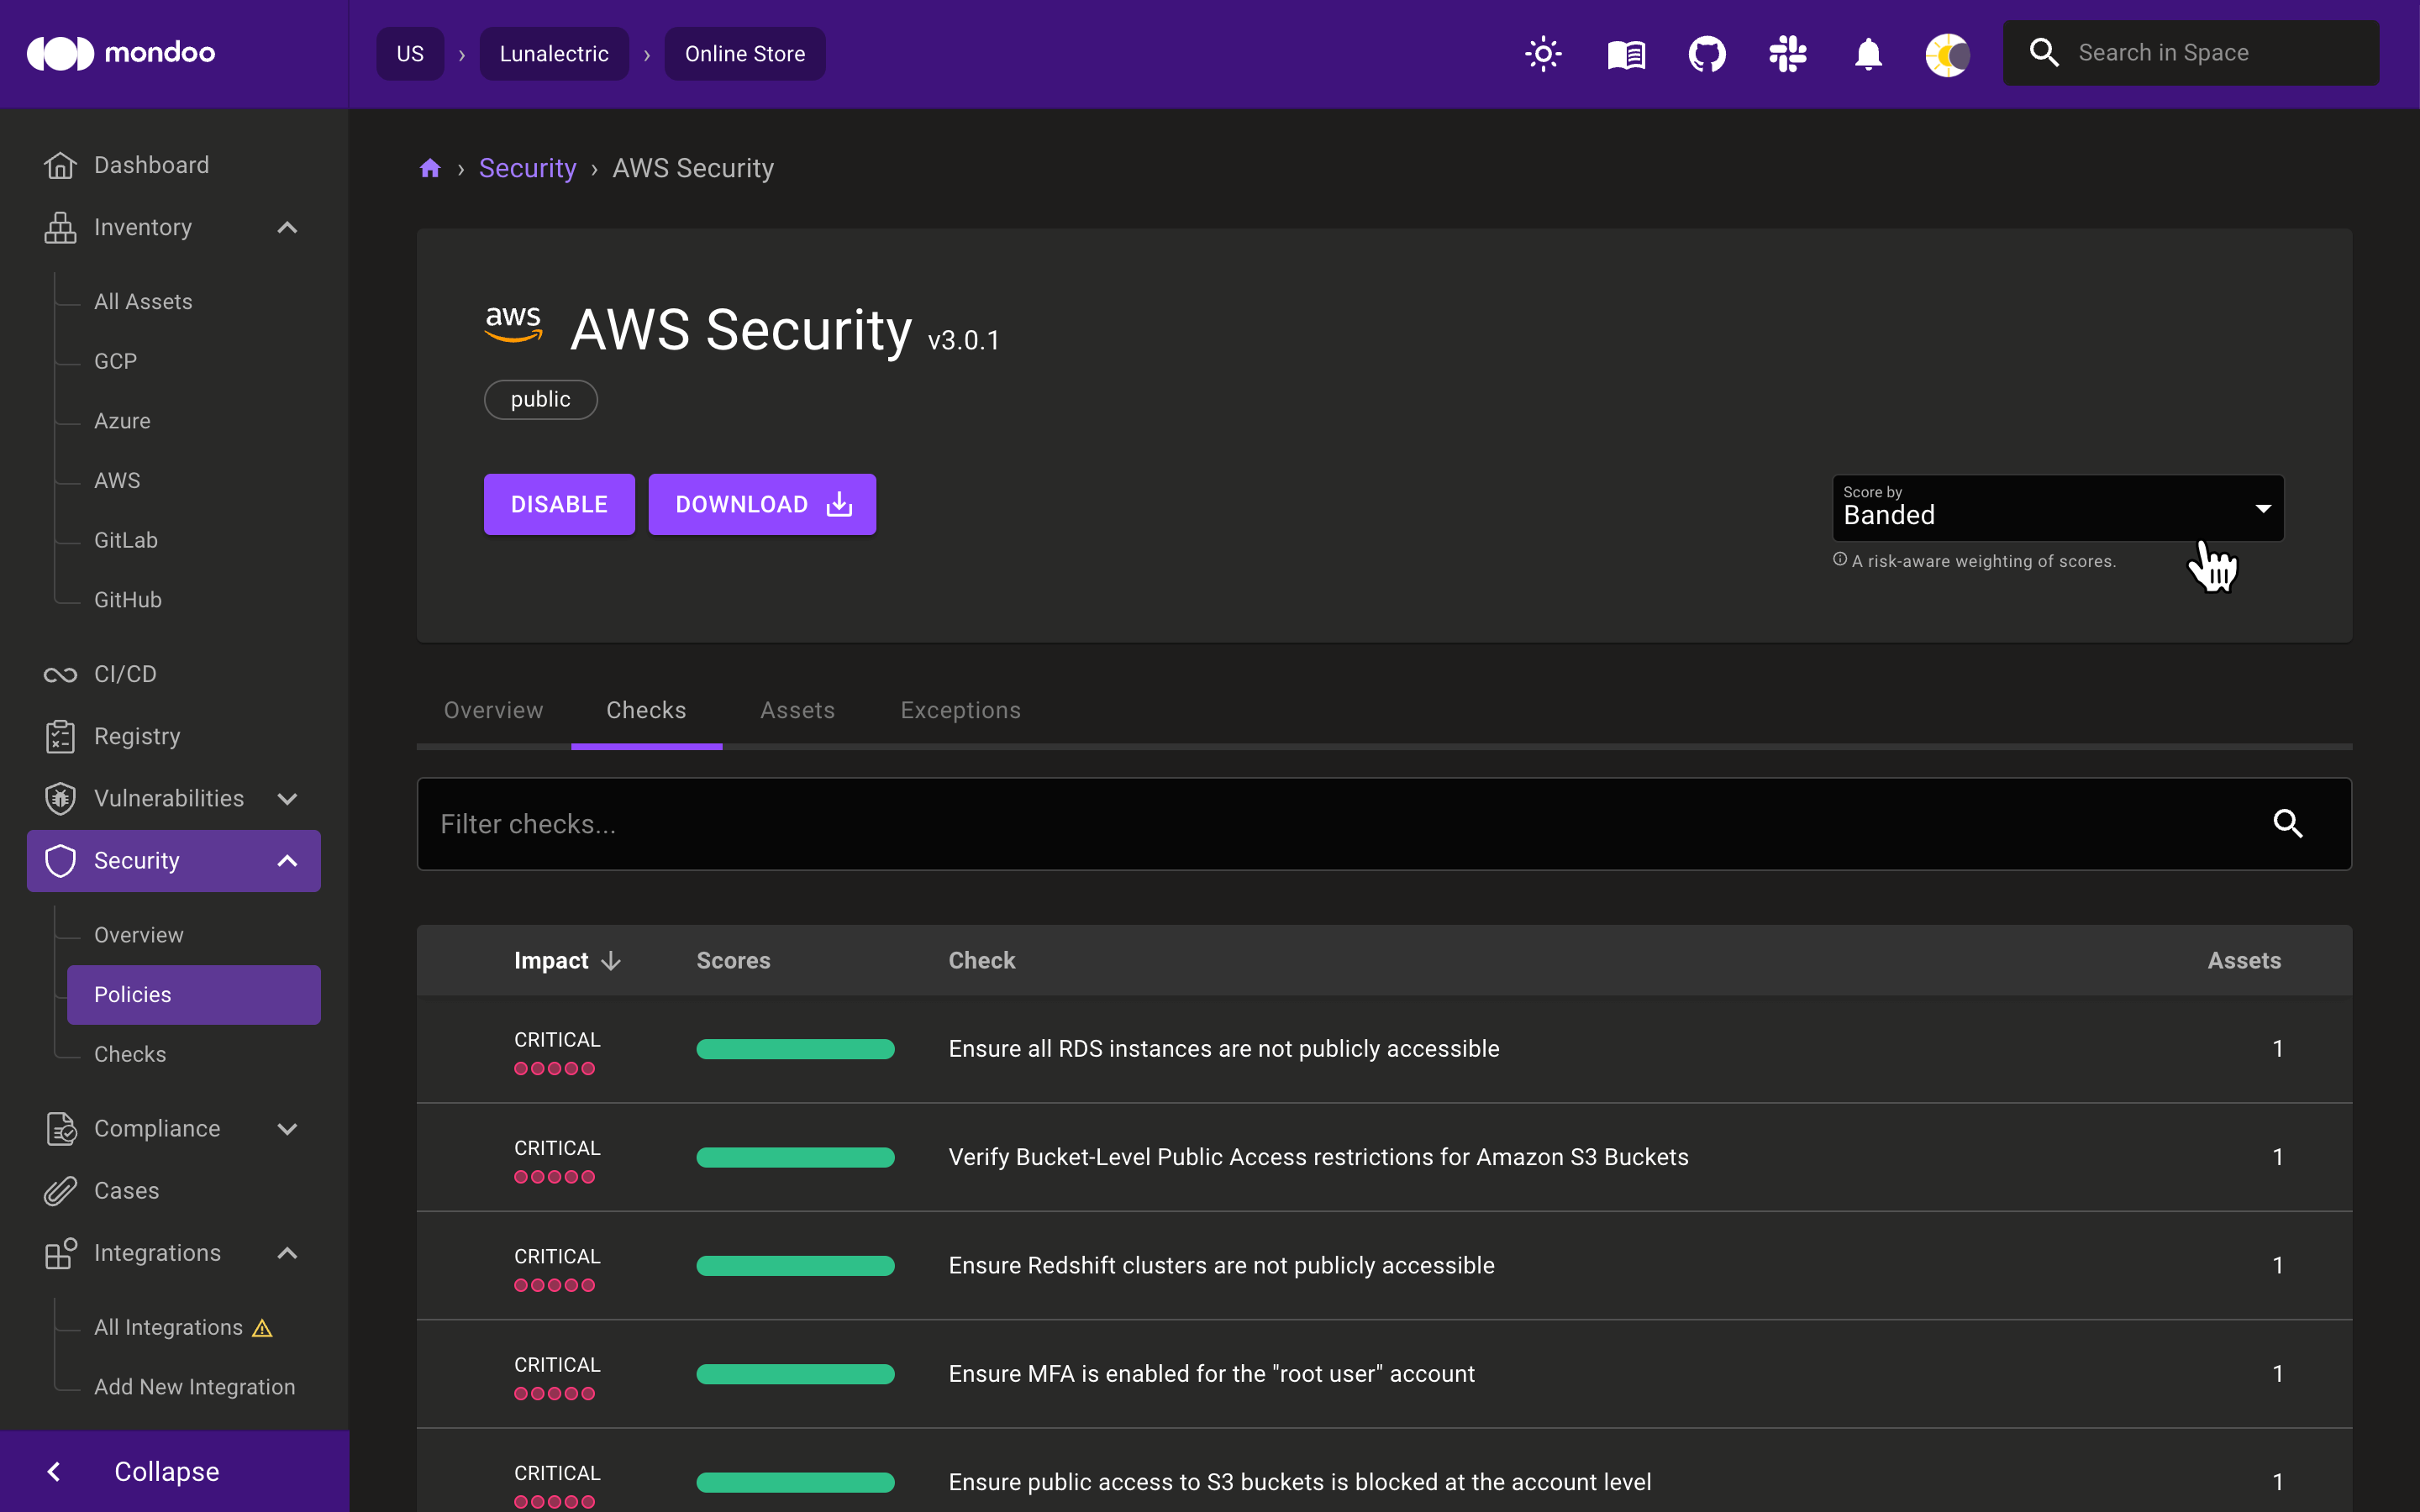 mondoo
US › Lunalectric › Online Store
Search in Space
Dashboard
Inventory
All Assets
GCP
Azure
AWS
GitLab
GitHub
CI/CD
Registry
Vulnerabilities
Security
Overview
Policies
Checks
Compliance
Cases
Integrations
All Integrations
Add New Integration
Collapse
› Security › AWS Security
aws AWS Security v3.0.1
public
DISABLE
DOWNLOAD
Score by
Banded
A risk-aware weighting of scores.
Overview Checks Assets Exceptions
Filter checks...
Impact Scores Check Assets
CRITICAL Ensure all RDS instances are not publicly accessible 1
CRITICAL Verify Bucket-Level Public Access restrictions for Amazon S3 Buckets 1
CRITICAL Ensure Redshift clusters are not publicly accessible 1
CRITICAL Ensure MFA is enabled for the "root user" account 1
CRITICAL Ensure public access to S3 buckets is blocked at the account level 1